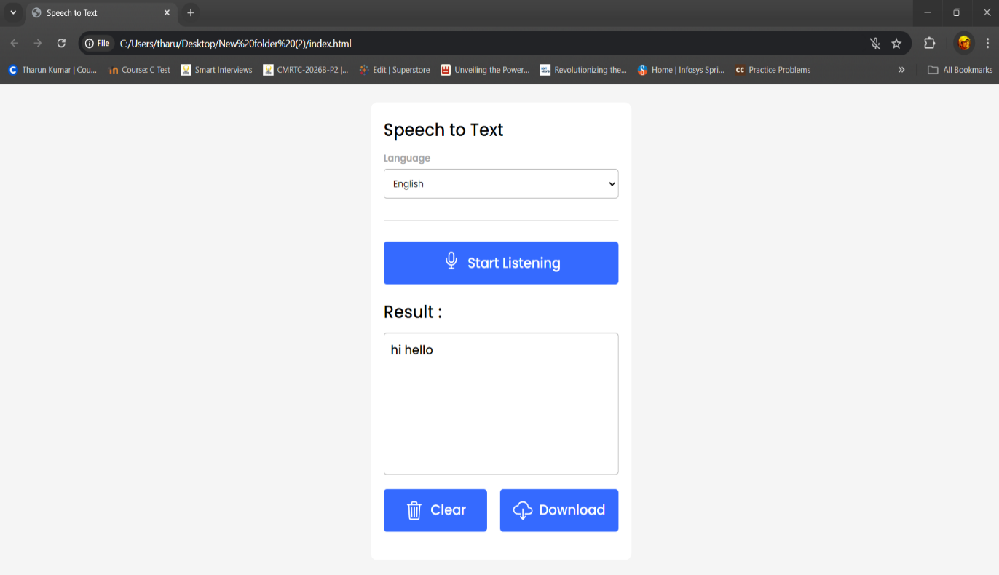 Speech to Text
File C:/Users/tharu/Desktop/New%20folder%20(2)/index.html
Tharun Kumar | Cou... Course: C Test Smart Interviews CMRTC-2026B-P2 |... Edit | Superstore Unveiling the Power... Revolutionizing the... Home | Infosys Spri... CC Practice Problems » All Bookmarks
Speech to Text
Language
English
Start Listening
Result :
hi hello
Clear Download